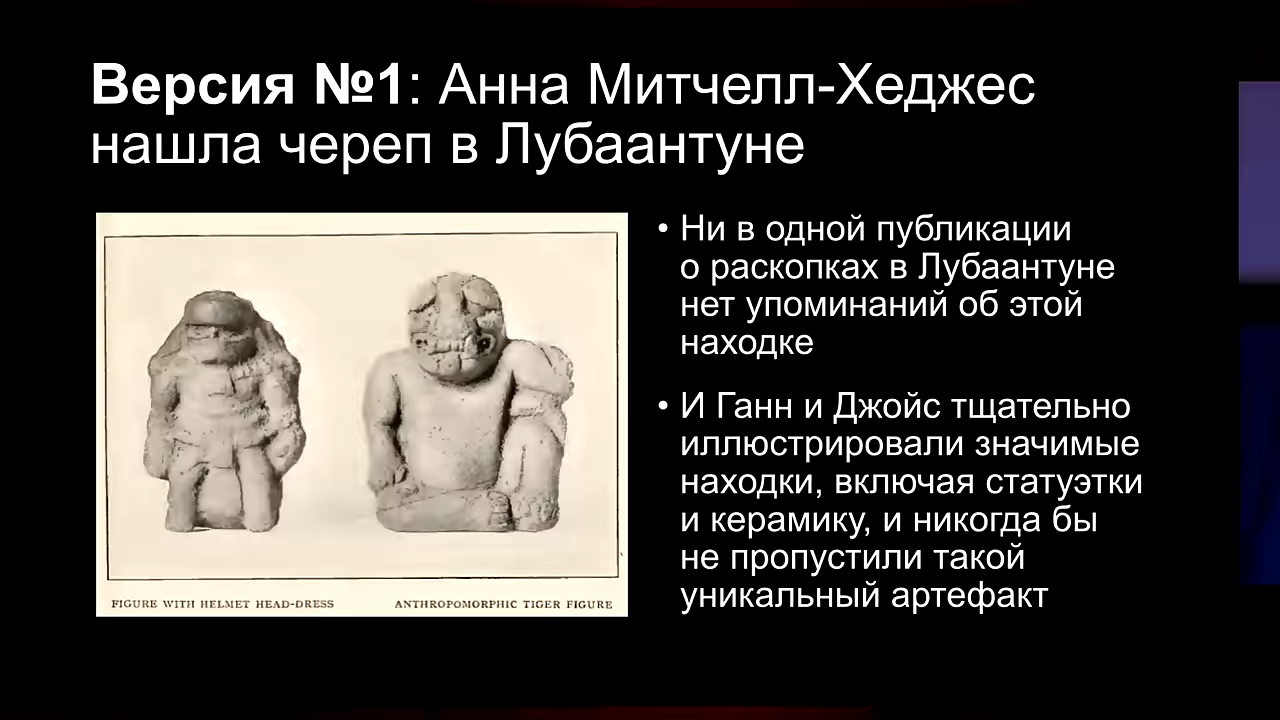 Версия №1: Анна Митчелл-Хеджес
нашла череп в Лубаантуне
• Ни в одной публикации
о раскопках в Лубаантуне
нет упоминаний об этой
находке
• И Ганн и Джойс тщательно
иллюстрировали значимые
находки, включая статуэтки
и керамику, и никогда бы
не пропустили такой
уникальный артефакт
FIGURE WITH HELMET HEAD-DRESS
ANTHROPOMORPHIC TIGER FIGURE